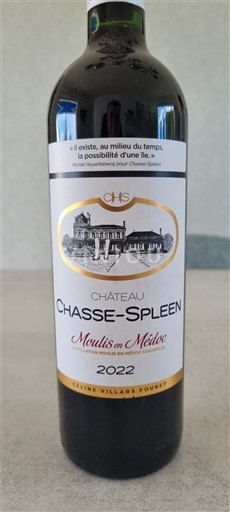 « Il existe, au milieu du temps,
la possibilité d'une île. »
Michel Houellebecq pour Chasse-Spleen
CHS
CHÂTEAU
CHASSE-SPLEEN
Moulis en Médoc
APPELLATION MOULIS-EN-MÉDOC CONTRÔLÉE
2022
CÉLINE VILLARS FOUBET